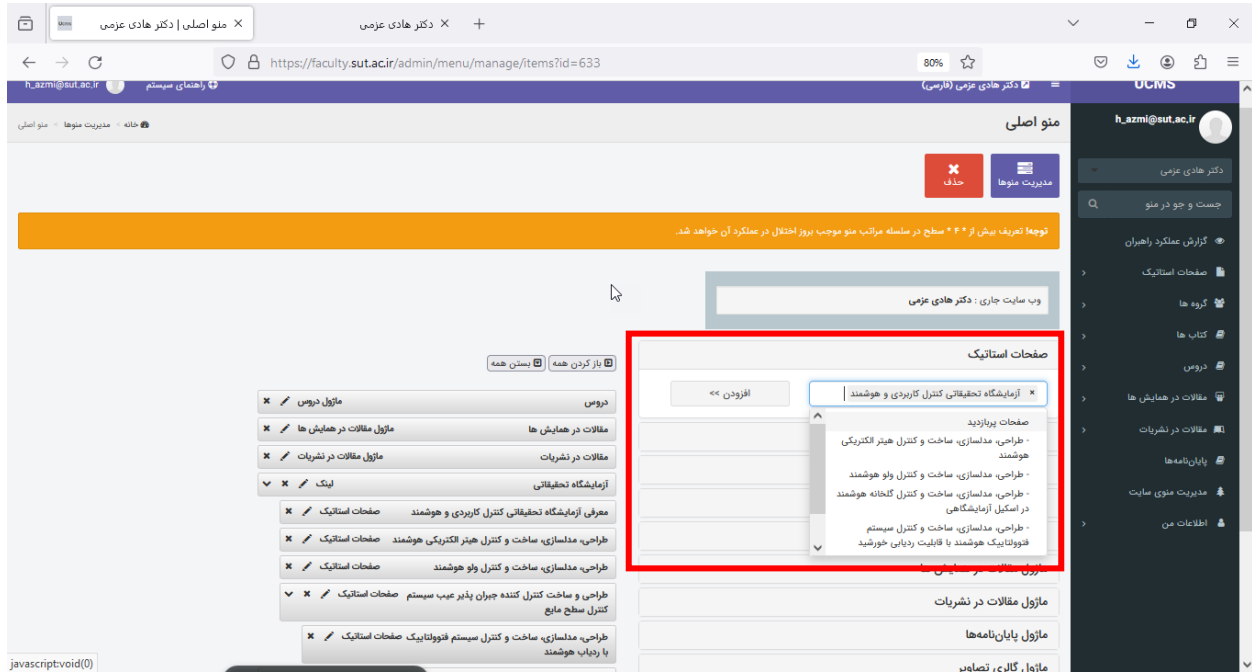 منو اصلی | دکتر هادی عزمی
دکتر هادی عزمی
https://faculty.sut.ac.ir/admin/menu/manage/items?id=633
80%
UCMS
دکتر هادی عزمی (فارسی)
راهنمای سیستم
h_azmi@sut.ac.ir
h_azmi@sut.ac.ir
دکتر هادی عزمی
جست و جو در منو
گزارش عملکرد راهبران
صفحات استاتیک
گروه ها
کتاب ها
دروس
مقالات در همایش ها
مقالات در نشریات
پایان‌نامه‌ها
مدیریت منوی سایت
اطلاعات من
منو اصلی
خانه > مدیریت منوها > منو اصلی
مدیریت منوها
حذف
توجه! تعریف بیش از * ۴ * سطح در سلسله مراتب منو موجب بروز اختلال در عملکرد آن خواهد شد.
وب سایت جاری : دکتر هادی عزمی
صفحات استاتیک
× آزمایشگاه تحقیقاتی کنترل کاربردی و هوشمند
افزودن >>
صفحات پربازدید
- طراحی، مدلسازی، ساخت و کنترل هیتر الکتریکی
هوشمند
- طراحی، مدلسازی، ساخت و کنترل ولو هوشمند
- طراحی، مدلسازی، ساخت و کنترل گلخانه هوشمند
در اسکیل آزمایشگاهی
- طراحی، مدلسازی، ساخت و کنترل سیستم
فتوولتاییک هوشمند با قابلیت ردیابی خورشید
ماژول مقالات در همایش ها
ماژول مقالات در نشریات
ماژول پایان‌نامه‌ها
ماژول گالری تصاویر
باز کردن همه
بستن همه
دروس ماژول دروس
مقالات در همایش ها ماژول مقالات در همایش ها
مقالات در نشریات ماژول مقالات در نشریات
آزمایشگاه تحقیقاتی لینک
معرفی آزمایشگاه تحقیقاتی کنترل کاربردی و هوشمند صفحات استاتیک
طراحی، مدلسازی، ساخت و کنترل هیتر الکتریکی هوشمند صفحات استاتیک
طراحی، مدلسازی، ساخت و کنترل ولو هوشمند صفحات استاتیک
طراحی و ساخت کنترل کننده جبران پذیر عیب سیستم صفحات استاتیک
کنترل سطح مایع
طراحی، مدلسازی، ساخت و کنترل سیستم فتوولتاییک صفحات استاتیک
با ردیاب هوشمند
javascript:void(0)